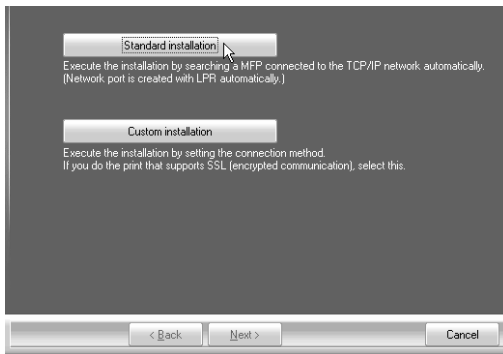 Standard installation
Execute the installation by searching a MFP connected to the TCP/IP network automatically.
(Network port is created with LPR automatically.)
Custom installation
Execute the installation by setting the connection method.
If you do the print that supports SSL (encrypted communication), select this.
< Back Next > Cancel